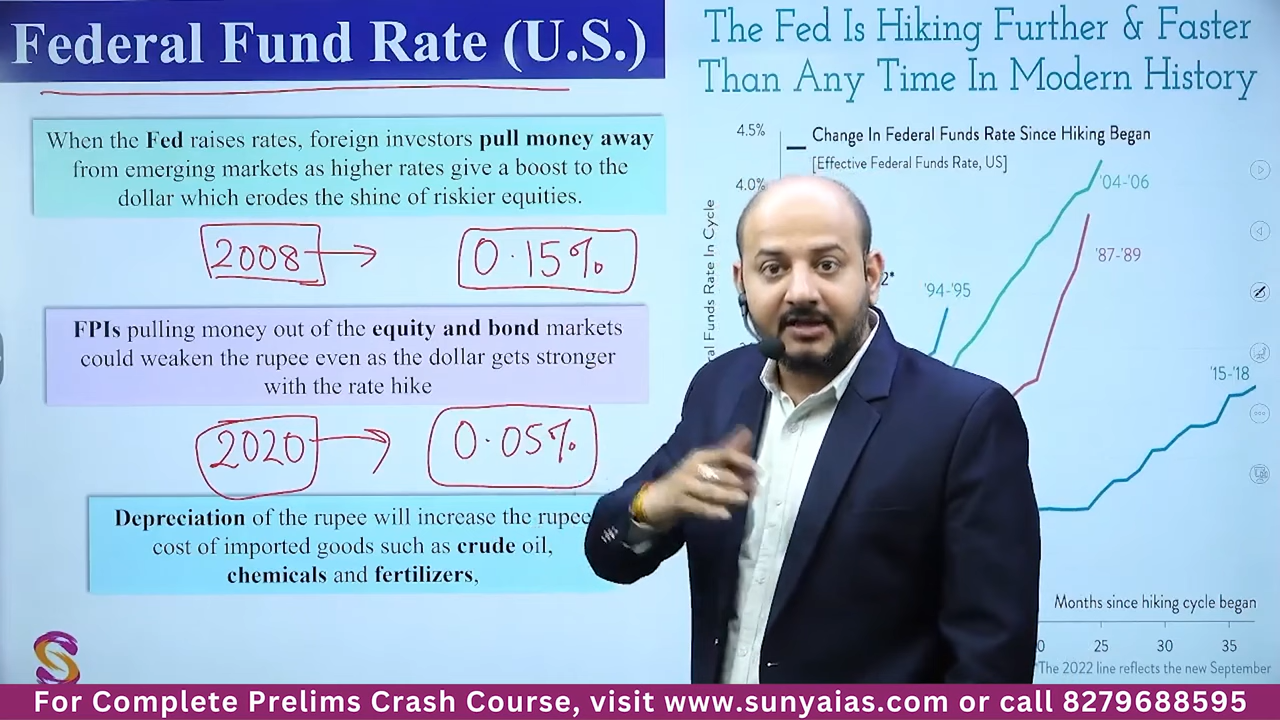 Federal Fund Rate (U.S.)
When the Fed raises rates, foreign investors pull money away
from emerging markets as higher rates give a boost to the
dollar which erodes the shine of riskier equities.
2008 → 0.15%
FPIs pulling money out of the equity and bond markets
could weaken the rupee even as the dollar gets stronger
with the rate hike
2020 → 0.05%
Depreciation of the rupee will increase the rupee
cost of imported goods such as crude oil,
chemicals and fertilizers,
The Fed Is Hiking Further & Faster
Than Any Time In Modern History
4.5%
Change In Federal Funds Rate Since Hiking Began
[Effective Federal Funds Rate, US]
4.0%
'04-'06
'87-'89
2*
'94-'95
Funds Rate In Cycle
'15-'18
Months since hiking cycle began
0 25 30 35
The 2022 line reflects the new September
For Complete Prelims Crash Course, visit www.sunyaias.com or call 8279688595